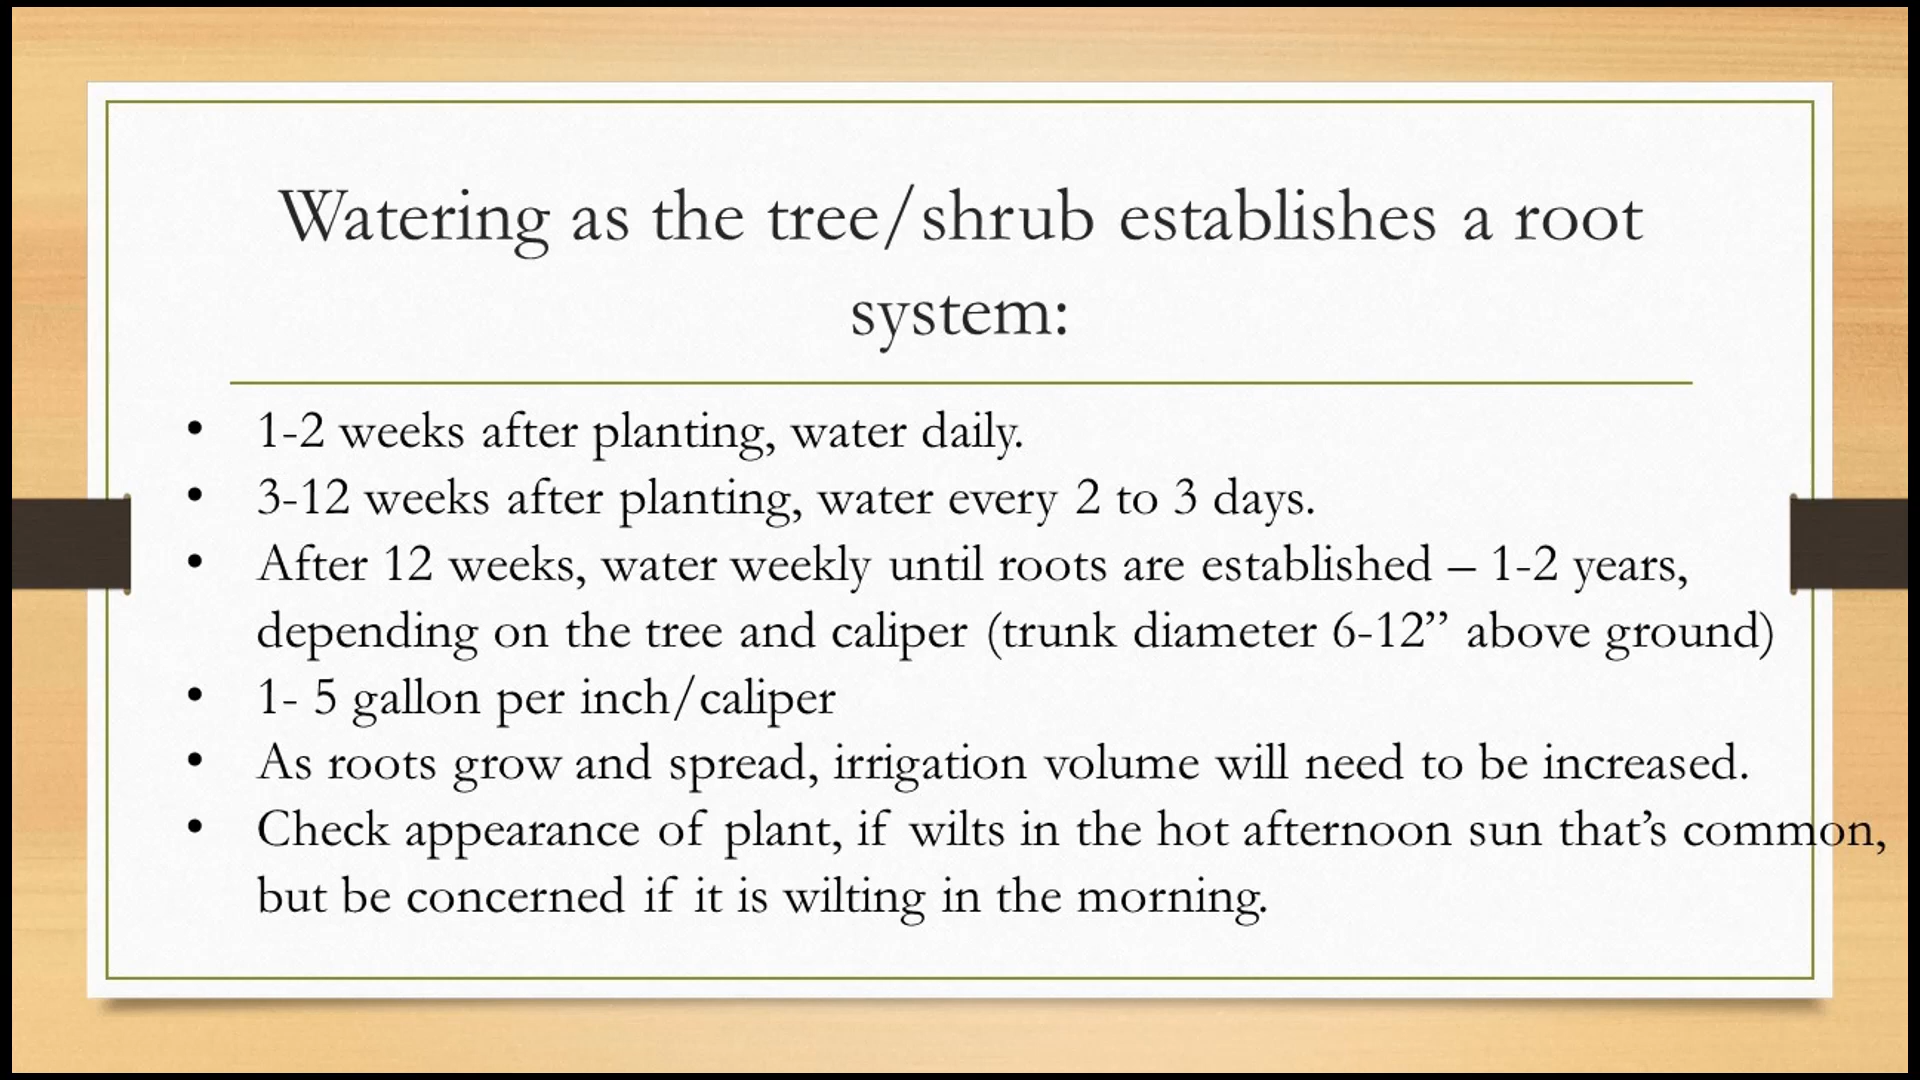 Watering as the tree/shrub establishes a root
system:
• 1-2 weeks after planting, water daily.
• 3-12 weeks after planting, water every 2 to 3 days.
• After 12 weeks, water weekly until roots are established – 1-2 years,
depending on the tree and caliper (trunk diameter 6-12” above ground)
• 1- 5 gallon per inch/caliper
• As roots grow and spread, irrigation volume will need to be increased.
• Check appearance of plant, if wilts in the hot afternoon sun that’s common,
but be concerned if it is wilting in the morning.